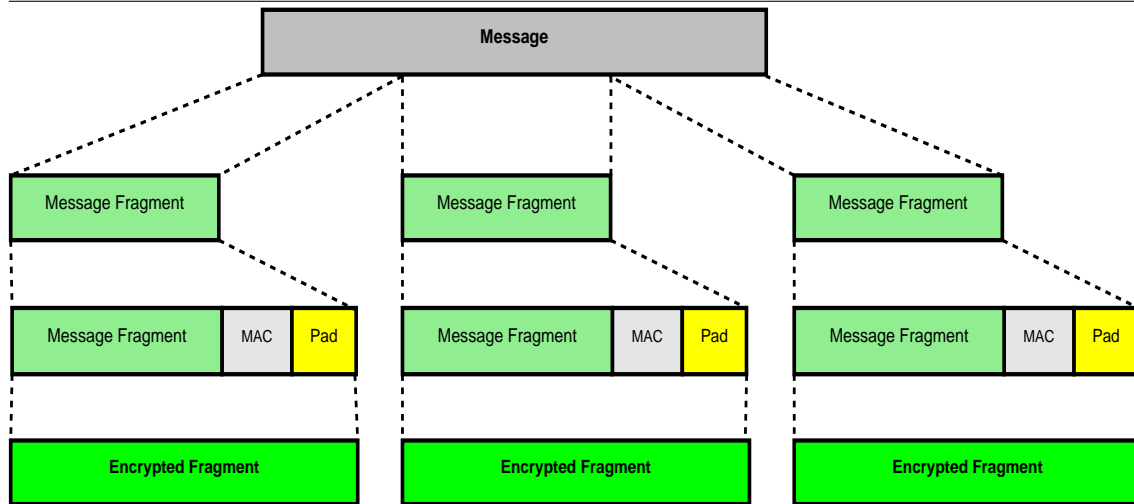 Message
Message Fragment Message Fragment Message Fragment
Message Fragment MAC Pad Message Fragment MAC Pad Message Fragment MAC Pad
Encrypted Fragment Encrypted Fragment Encrypted Fragment